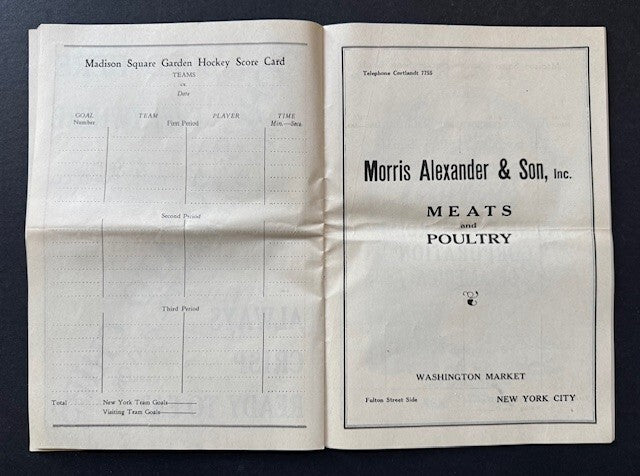 Madison Square Garden Hockey Score Card
TEAMS
vs.
Date
GOAL TEAM PLAYER TIME
Number First Period Min.—Secs.
Second Period
Third Period
Total New York Team Goals
Visiting Team Goals
Telephone Cortlandt 7755
Morris Alexander & Son, Inc.
MEATS
and
POULTRY
WASHINGTON MARKET
Fulton Street Side NEW YORK CITY